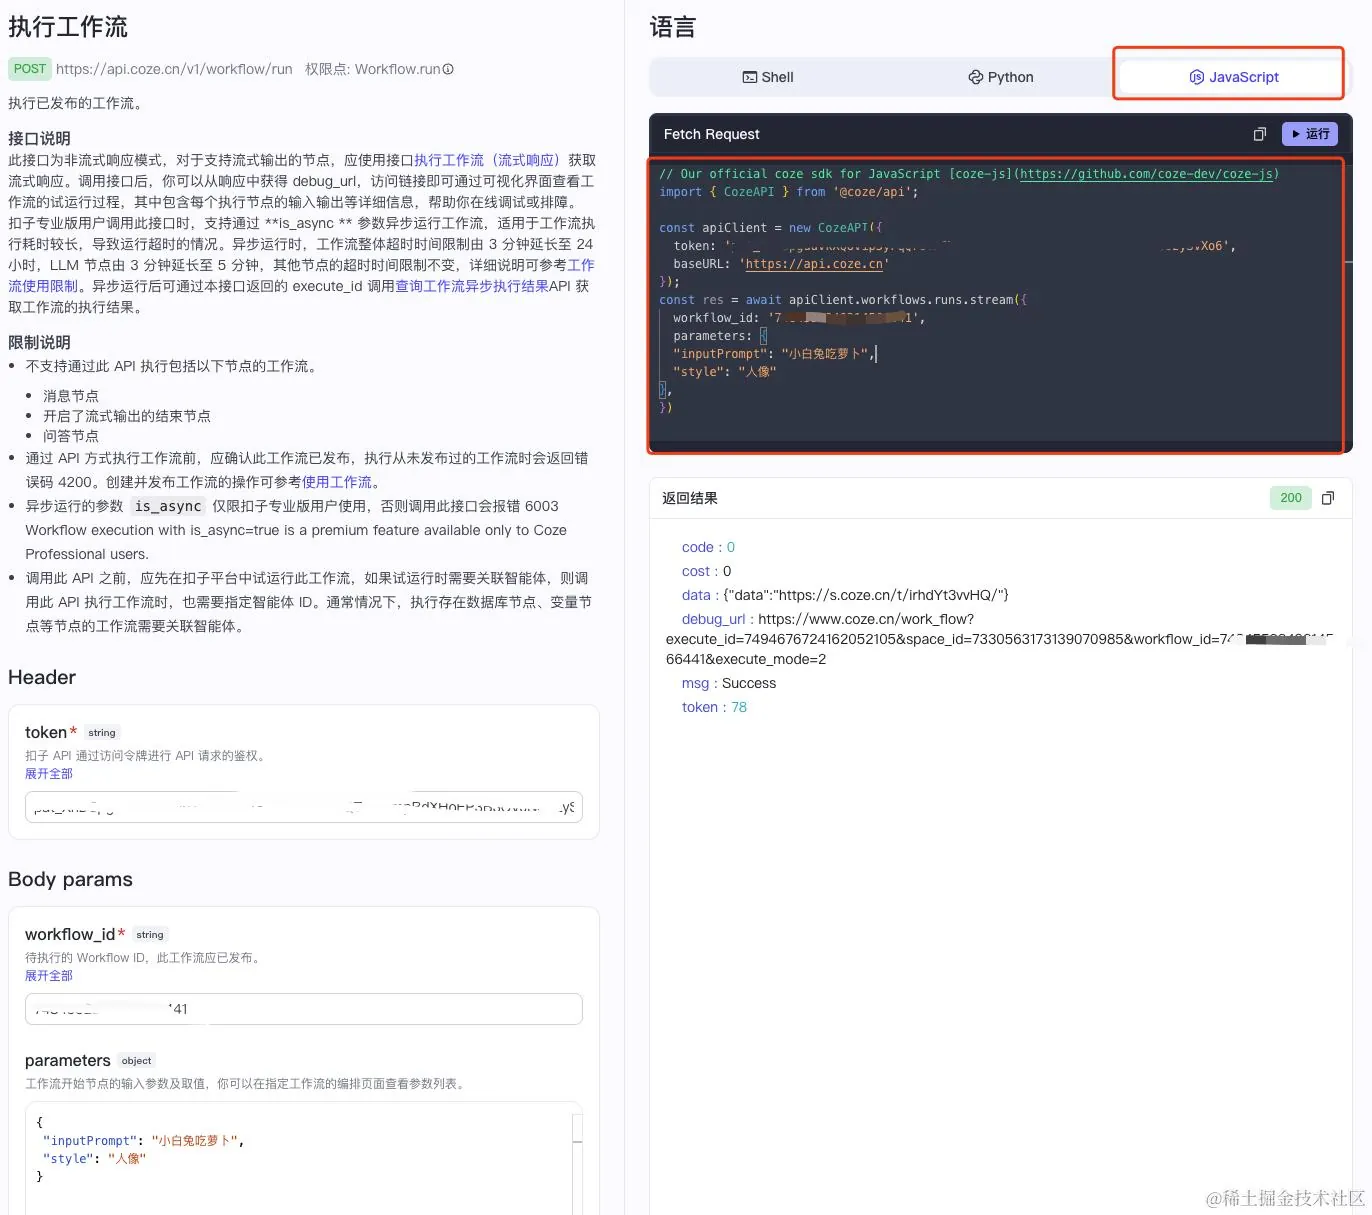 执行工作流
POST https://api.coze.cn/v1/workflow/run 权限点: Workflow.run
执行已发布的工作流。
接口说明
此接口为非流式响应模式，对于支持流式输出的节点，应使用接口执行工作流（流式响应）获取
流式响应。调用接口后，你可以从响应中获得 debug_url，访问链接即可通过可视化界面查看工
作流的试运行过程，其中包含每个执行节点的输入输出等详细信息，帮助你在线调试或排障。
扣子专业版用户调用此接口时，支持通过 **is_async ** 参数异步运行工作流，适用于工作流执
行耗时较长，导致运行超时的情况。异步运行时，工作流整体超时时间限制由 3 分钟延长至 24
小时，LLM 节点由 3 分钟延长至 5 分钟，其他节点的超时时间限制不变，详细说明可参考工作
流使用限制。异步运行后可通过本接口返回的 execute_id 调用查询工作流异步执行结果API 获
取工作流的执行结果。
限制说明
不支持通过此 API 执行包括以下节点的工作流。
消息节点
开启了流式输出的结束节点
问答节点
通过 API 方式执行工作流前，应确认此工作流已发布，执行从未发布过的工作流时会返回错
误码 4200。创建并发布工作流的操作可参考使用工作流。
异步运行的参数 is_async 仅限扣子专业版用户使用，否则调用此接口会报错 6003
Workflow execution with is_async=true is a premium feature available only to Coze
Professional users.
调用此 API 之前，应先在扣子平台中试运行此工作流，如果试运行时需要关联智能体，则调
用此 API 执行工作流时，也需要指定智能体 ID。通常情况下，执行存在数据库节点、变量节
点等节点的工作流需要关联智能体。
Header
token* string
扣子 API 通过访问令牌进行 API 请求的鉴权。
展开全部
Body params
workflow_id* string
待执行的 Workflow ID，此工作流应已发布。
展开全部
141
parameters object
工作流开始节点的输入参数及取值，你可以在指定工作流的编排页面查看参数列表。
{
"inputPrompt": "小白兔吃萝卜",
"style": "人像"
}
语言
Shell Python JavaScript
Fetch Request 运行
// Our official coze sdk for JavaScript [coze-js](https://github.com/coze-dev/coze-js)
import { CozeAPI } from '@coze/api';
const apiClient = new CozeAPI({
token: '
baseURL: 'https://api.coze.cn'
});
const res = await apiClient.workflows.runs.stream({
workflow_id: '
parameters: {
"inputPrompt": "小白兔吃萝卜",
"style": "人像"
},
})
返回结果 200
code : 0
cost : 0
data : {"data":"https://s.coze.cn/t/irhdYt3vvHQ/"}
debug_url : https://www.coze.cn/work_flow?
execute_id=7494676724162052105&space_id=7330563173139070985&workflow_id=
66441&execute_mode=2
msg : Success
token : 78
@稀土掘金技术社区